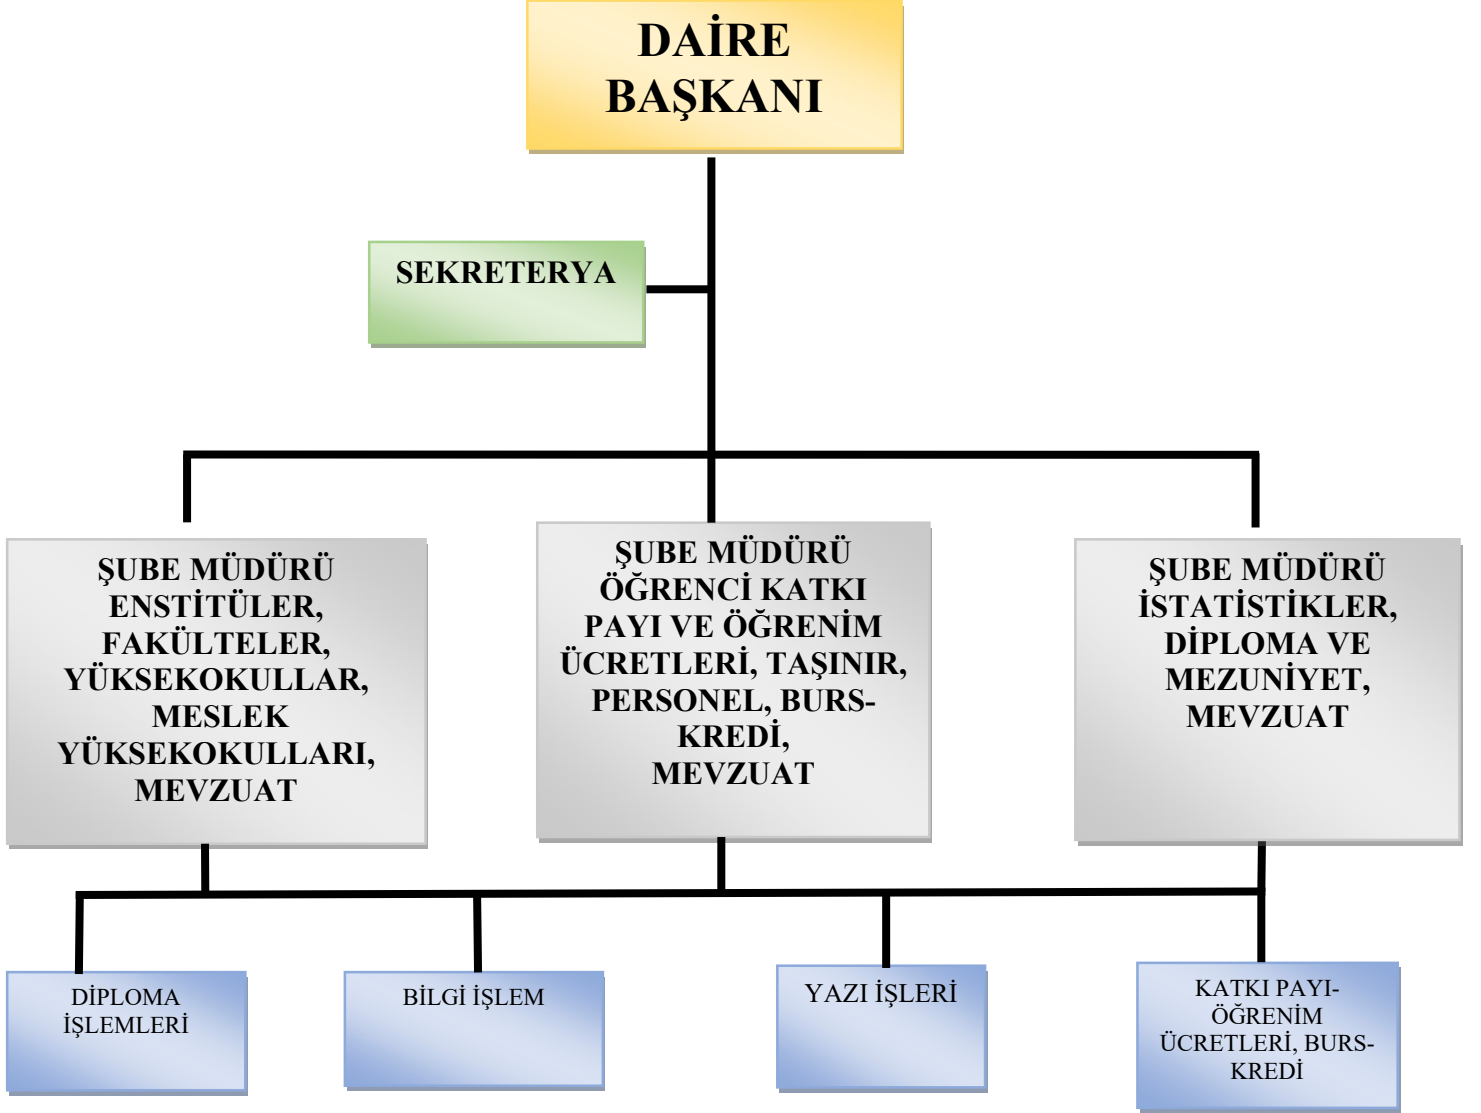 DAİRE
BAŞKANI
SEKRETERYA
ŞUBE MÜDÜRÜ
ENSTİTÜLER,
FAKÜLTELER,
YÜKSEKOKULLAR,
MESLEK
YÜKSEKOKULLARI,
MEVZUAT
ŞUBE MÜDÜRÜ
ÖĞRENCİ KATKI
PAYI VE ÖĞRENİM
ÜCRETLERİ, TAŞINIR,
PERSONEL, BURS-
KREDİ,
MEVZUAT
ŞUBE MÜDÜRÜ
İSTATİSTİKLER,
DİPLOMA VE
MEZUNİYET,
MEVZUAT
DİPLOMA
İŞLEMLERİ
BİLGİ İŞLEM
YAZI İŞLERİ
KATKI PAYI-
ÖĞRENİM
ÜCRETLERİ, BURS-
KREDİ